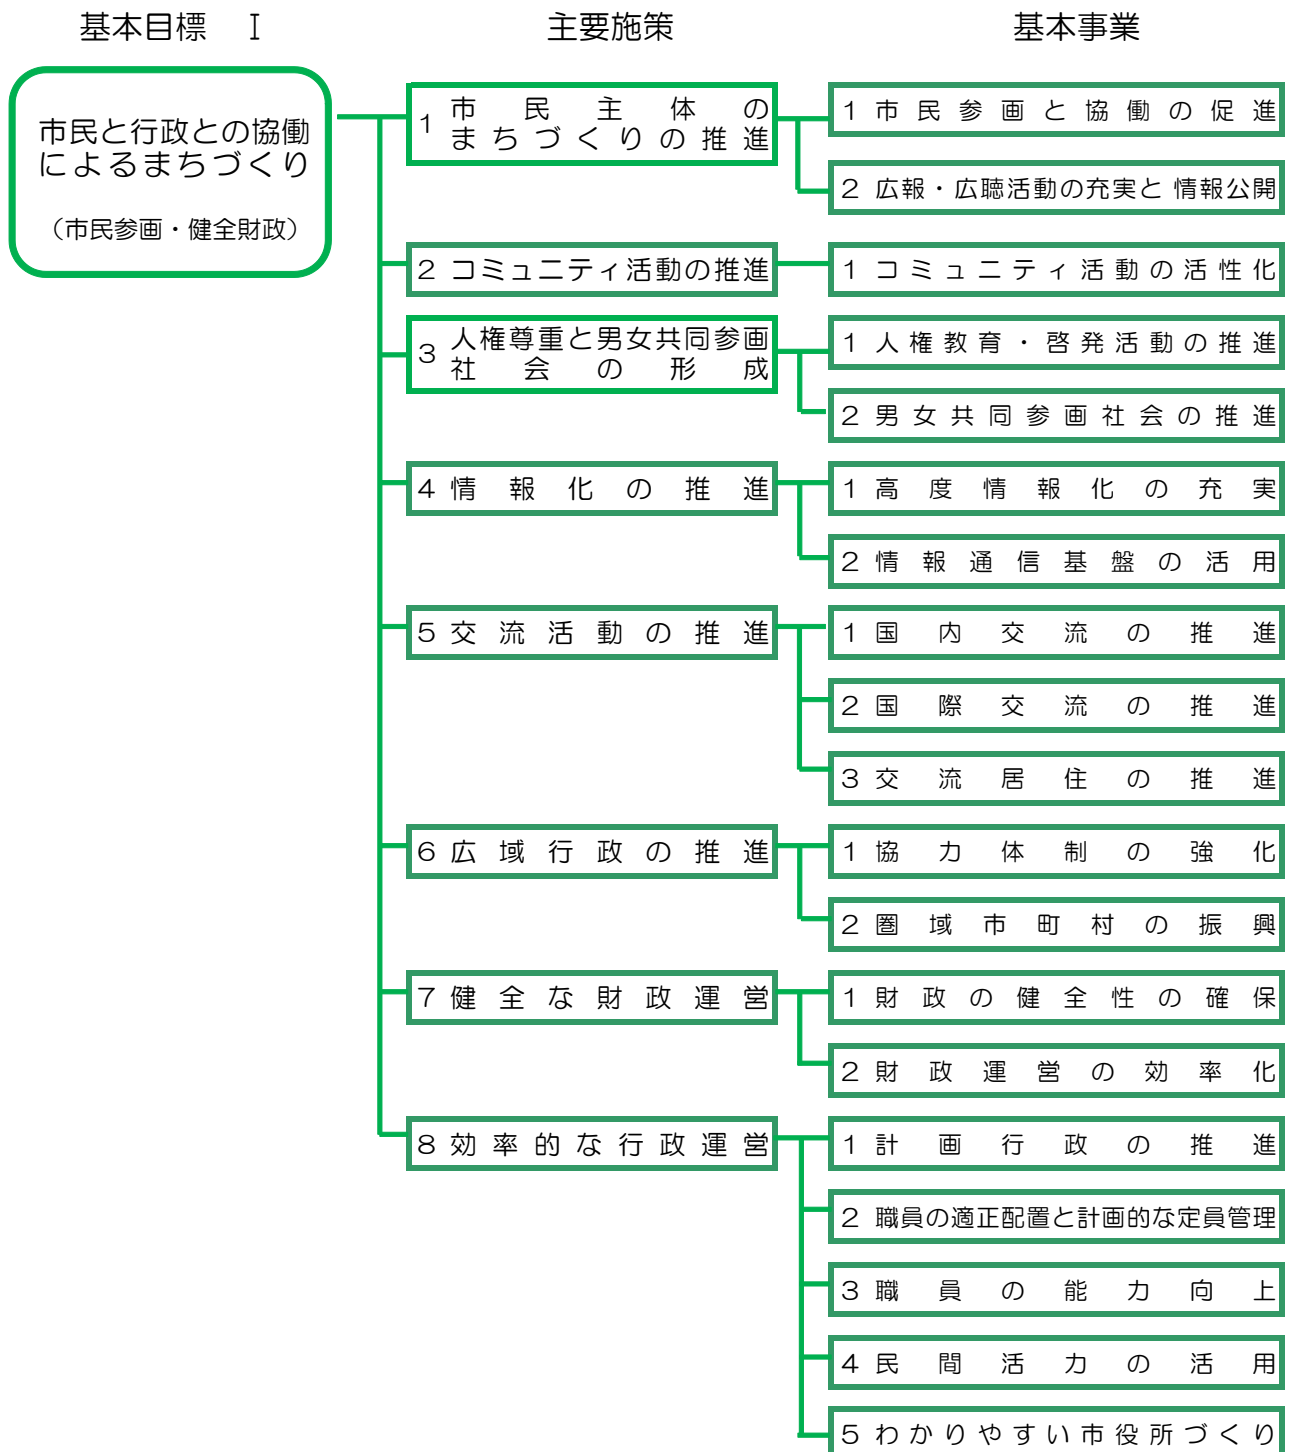 基本目標　Ⅰ
主要施策
基本事業
市民と行政との協働
によるまちづくり
（市民参画・健全財政）
1 市民主体の
まちづくりの推進
1 市民参画と協働の促進
2 広報・広聴活動の充実と 情報公開
2 コミュニティ活動の推進
1 コミュニティ活動の活性化
3 人権尊重と男女共同参画
社会の形成
1 人権教育・啓発活動の推進
2 男女共同参画社会の推進
4 情報化の推進
1 高度情報化の充実
2 情報通信基盤の活用
5 交流活動の推進
1 国内交流の推進
2 国際交流の推進
3 交流居住の推進
6 広域行政の推進
1 協力体制の強化
2 圏域市町村の振興
7 健全な財政運営
1 財政の健全性の確保
2 財政運営の効率化
8 効率的な行政運営
1 計画行政の推進
2 職員の適正配置と計画的な定員管理
3 職員の能力向上
4 民間活力の活用
5 わかりやすい市役所づくり